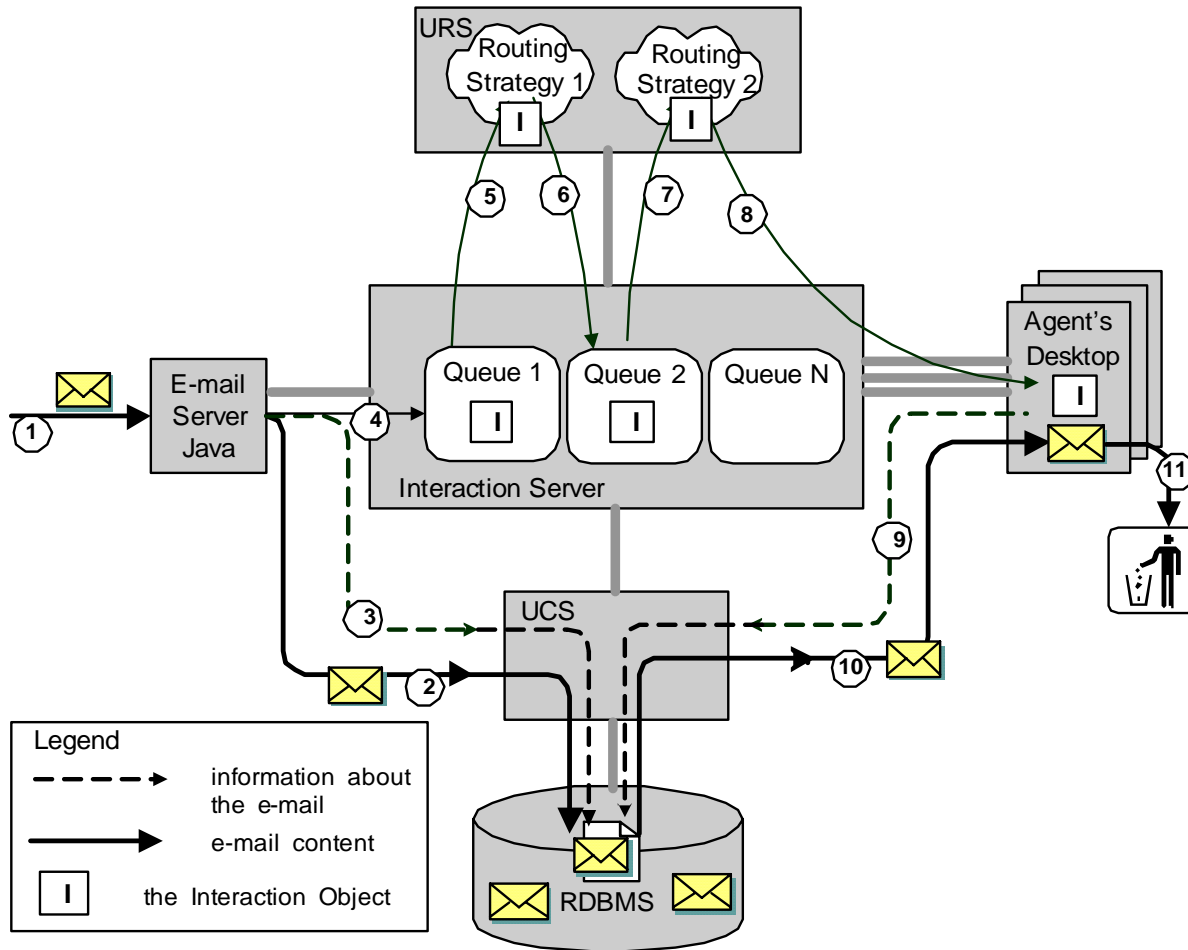 URS
Routing
Strategy 1
I
Routing
Strategy 2
I
5
6
7
8
E-mail
Server
Java
1
4
Queue 1
I
Queue 2
I
Queue N
Interaction Server
Agent's
Desktop
I
11
9
3
UCS
2
10
RDBMS
Legend
information about
the e-mail
e-mail content
I
the Interaction Object